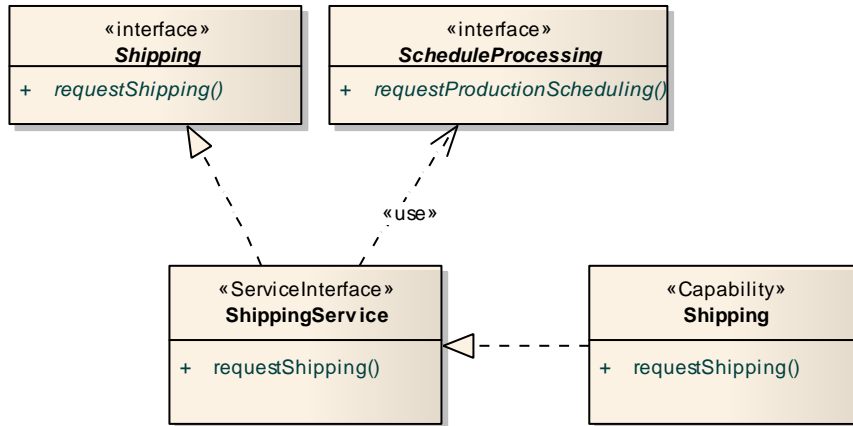 «interface»
Shipping
+ requestShipping()
«interface»
ScheduleProcessing
+ requestProductionScheduling()
«use»
«ServiceInterface»
ShippingService
+ requestShipping()
«Capability»
Shipping
+ requestShipping()